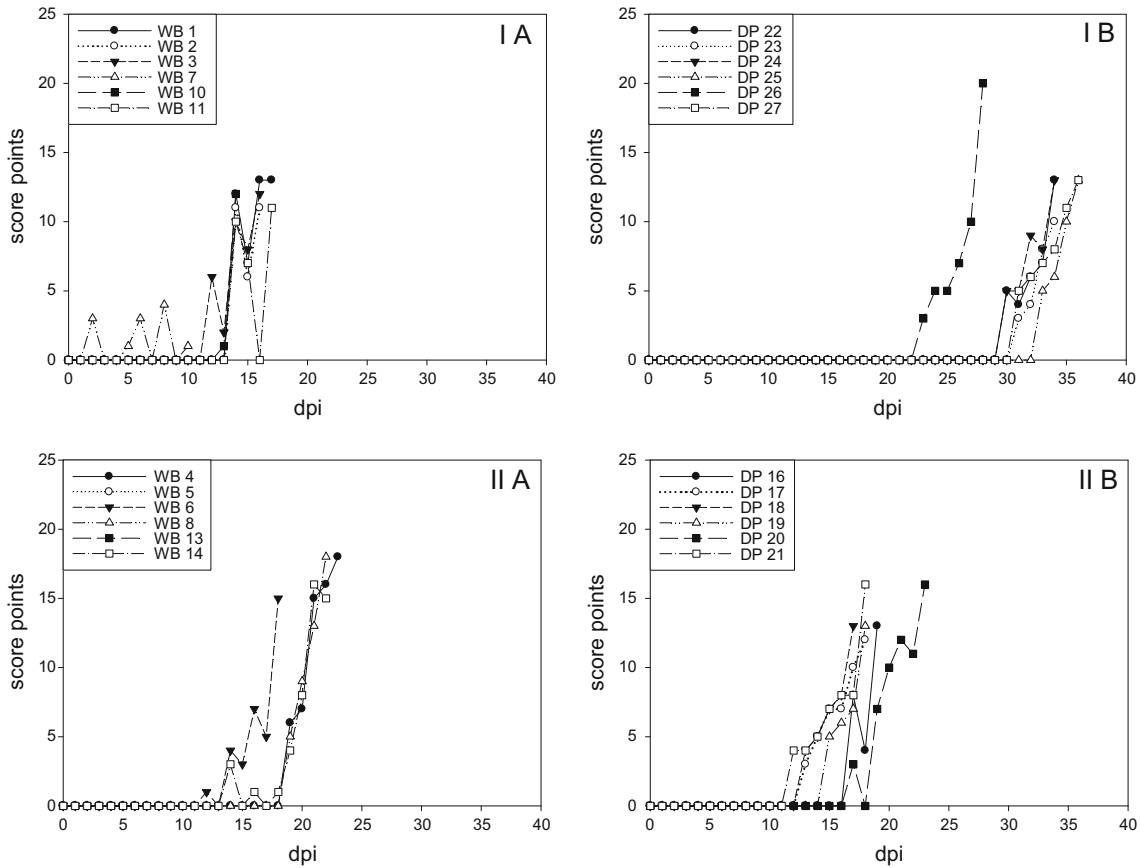 I A
WB 1
WB 2
WB 3
WB 7
WB 10
WB 11
score points
25
20
15
10
5
0
0 5 10 15 20 25 30 35 40
dpi
I B
DP 22
DP 23
DP 24
DP 25
DP 26
DP 27
score points
25
20
15
10
5
0
0 5 10 15 20 25 30 35 40
dpi
II A
WB 4
WB 5
WB 6
WB 8
WB 13
WB 14
score points
25
20
15
10
5
0
0 5 10 15 20 25 30 35 40
dpi
II B
DP 16
DP 17
DP 18
DP 19
DP 20
DP 21
score points
25
20
15
10
5
0
0 5 10 15 20 25 30 35 40
dpi